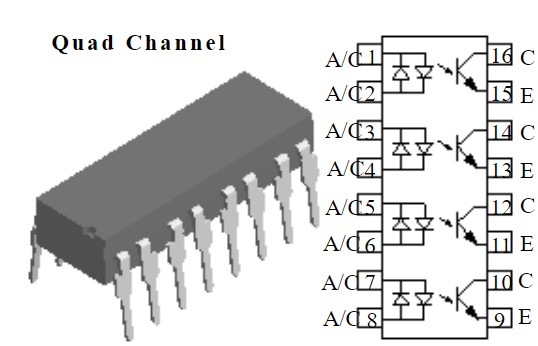 Quad Channel
A/C 1 16 C
A/C 2 15 E
A/C 3 14 C
A/C 4 13 E
A/C 5 12 C
A/C 6 11 E
A/C 7 10 C
A/C 8 9 E